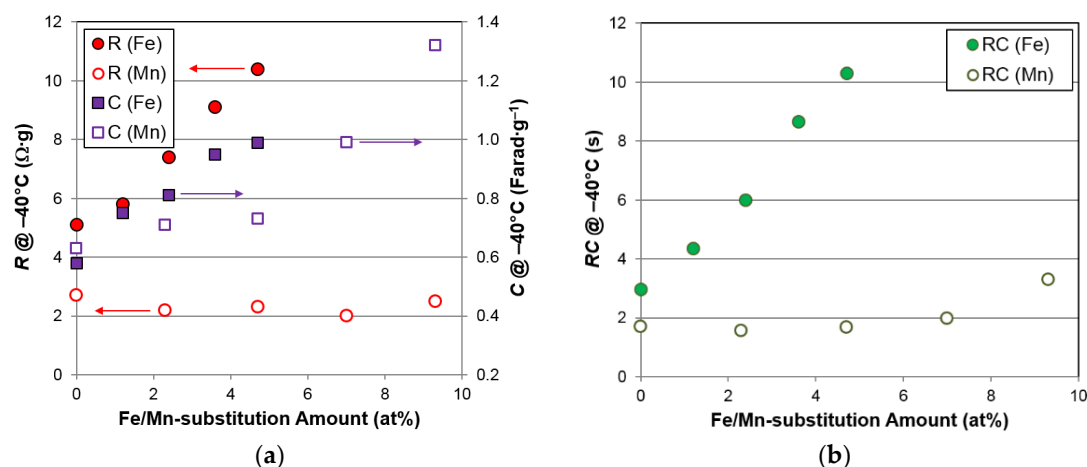 R (Fe)
R (Mn)
C (Fe)
C (Mn)
R @ −40°C (Ω·g)
12
10
8
6
4
2
0
C @ −40°C (Farad·g⁻¹)
1.4
1.2
1.0
0.8
0.6
0.4
0.2
0 2 4 6 8 10
Fe/Mn-substitution Amount (at%)
(a)
RC (Fe)
RC (Mn)
RC @ −40°C (s)
12
10
8
6
4
2
0
0 2 4 6 8 10
Fe/Mn-substitution Amount (at%)
(b)